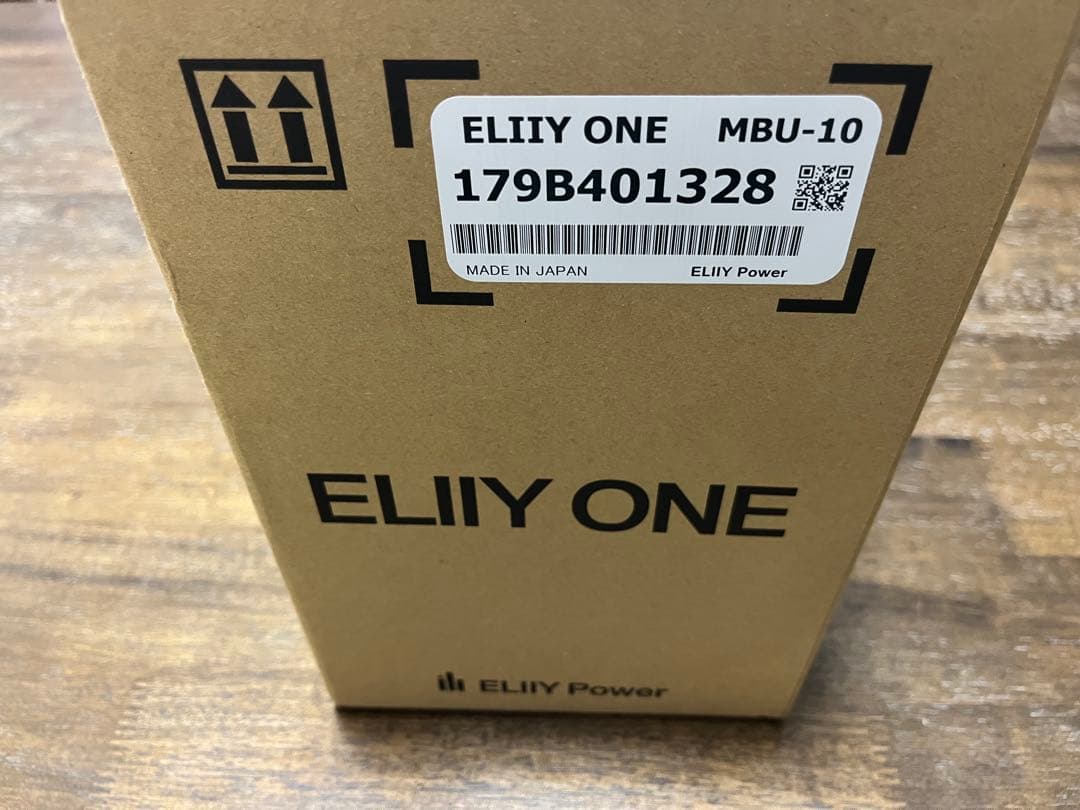 ELIIY ONE MBU-10
179B401328
MADE IN JAPAN ELIIY Power
ELIIY ONE
ELIIY Power